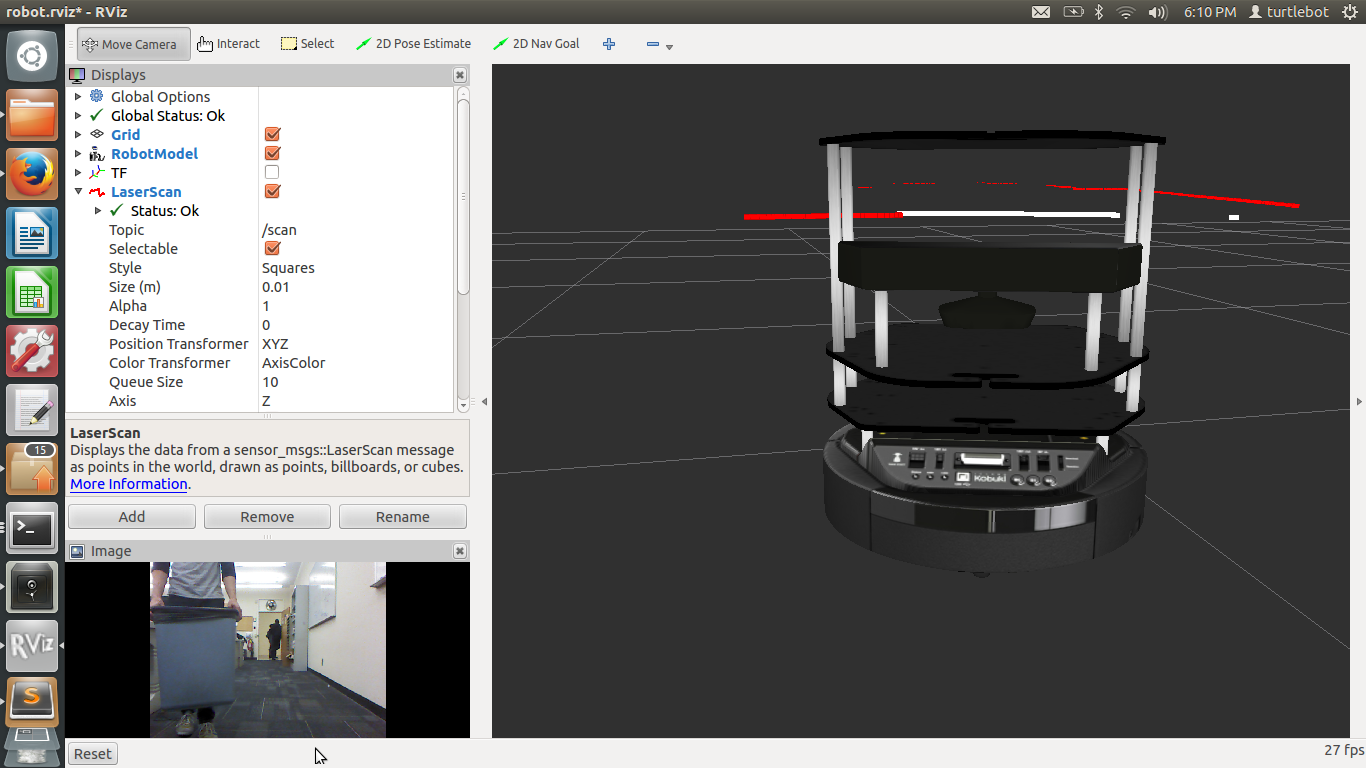 robot.rviz* - RViz
6:10 PM turtlebot
Move Camera Interact Select 2D Pose Estimate 2D Nav Goal
Displays
Global Options
Global Status: Ok
Grid
RobotModel
TF
LaserScan
Status: Ok
Topic /scan
Selectable
Style Squares
Size (m) 0.01
Alpha 1
Decay Time 0
Position Transformer XYZ
Color Transformer AxisColor
Queue Size 10
Axis Z
LaserScan
Displays the data from a sensor_msgs::LaserScan message
as points in the world, drawn as points, billboards, or cubes.
More Information.
Add Remove Rename
Image
Reset
27 fps
15
RViz
Kobuki